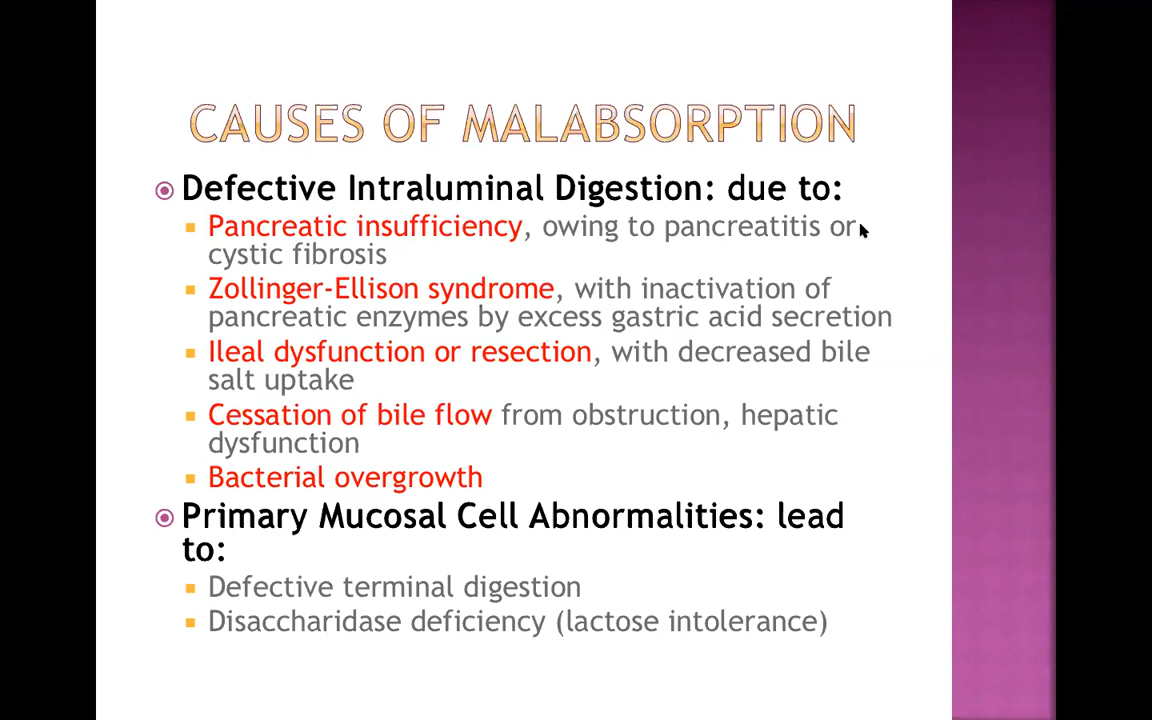 CAUSES OF MALABSORPTION
Defective Intraluminal Digestion: due to:
Pancreatic insufficiency, owing to pancreatitis or
cystic fibrosis
Zollinger-Ellison syndrome, with inactivation of
pancreatic enzymes by excess gastric acid secretion
Ileal dysfunction or resection, with decreased bile
salt uptake
Cessation of bile flow from obstruction, hepatic
dysfunction
Bacterial overgrowth
Primary Mucosal Cell Abnormalities: lead
to:
Defective terminal digestion
Disaccharidase deficiency (lactose intolerance)